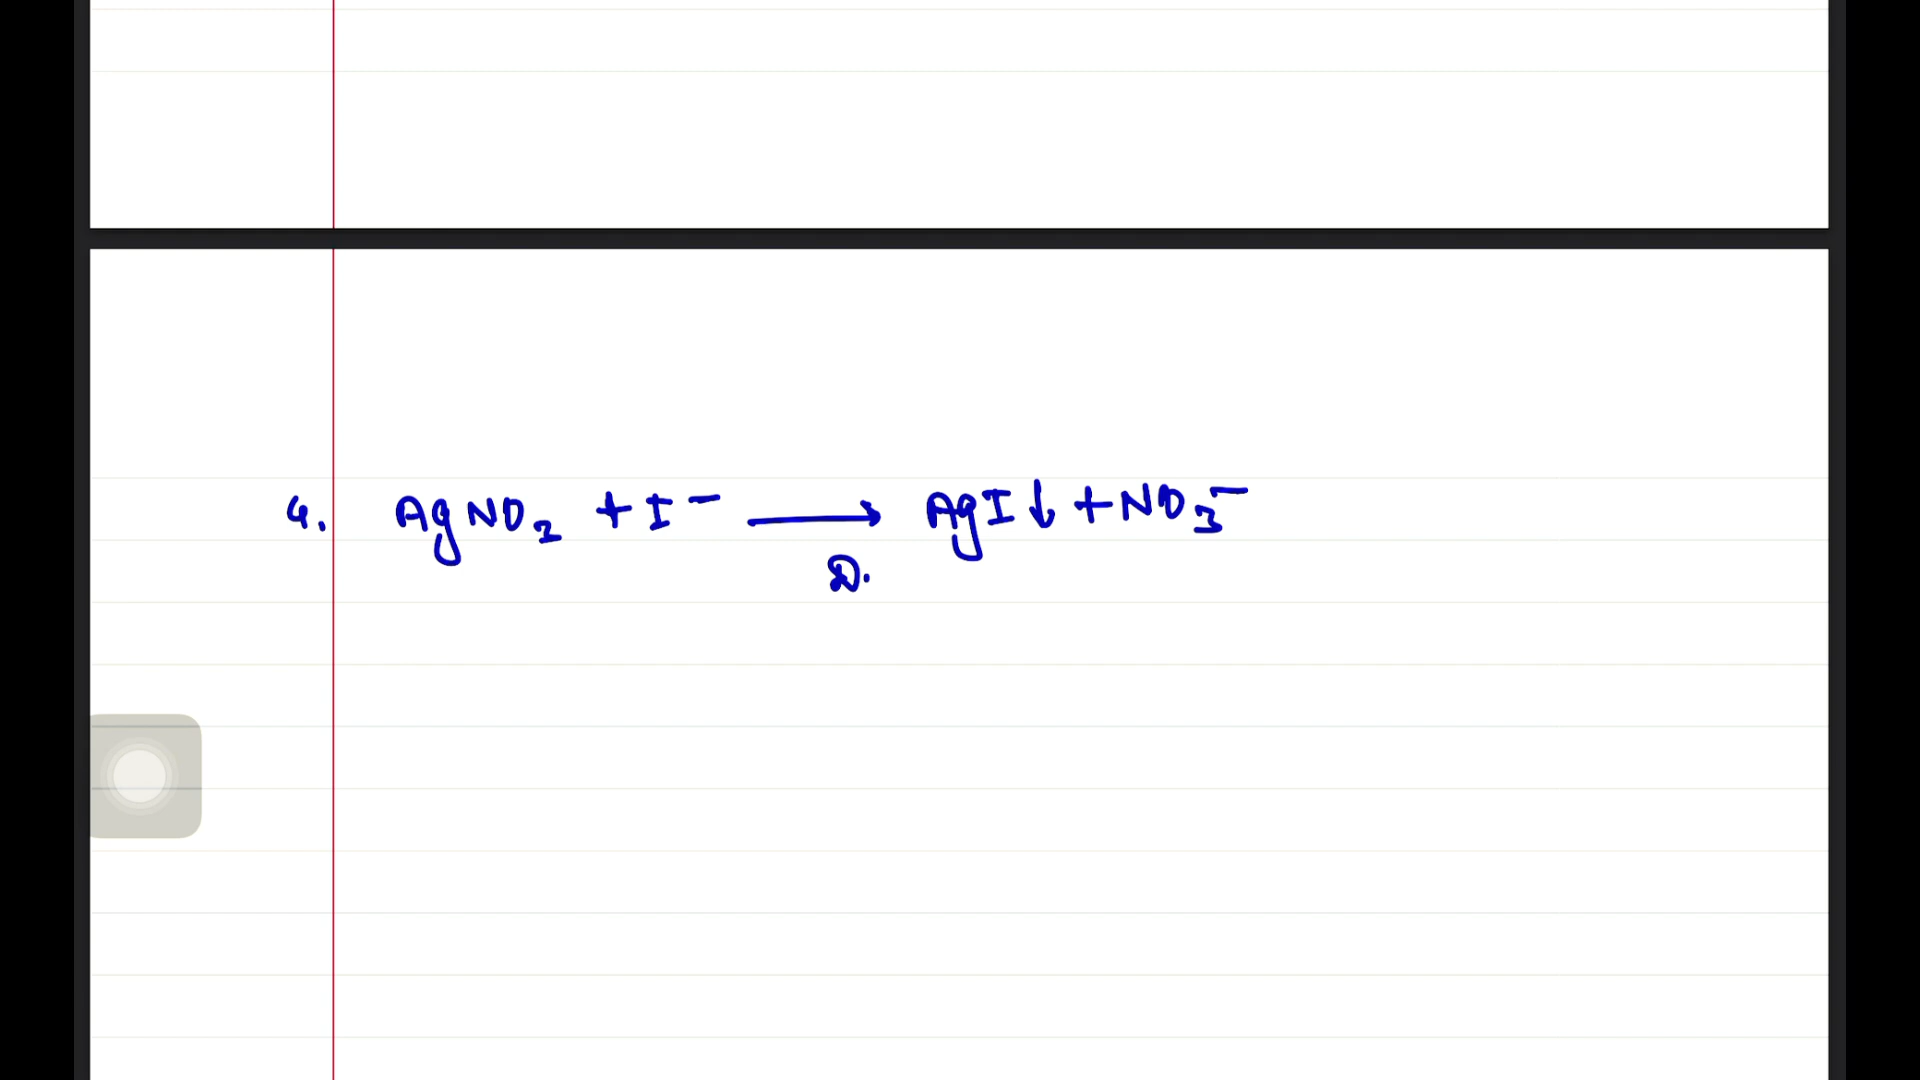 4. AgNO₂ + I⁻ ⟶ AgI↓ + NO₃⁻
D.